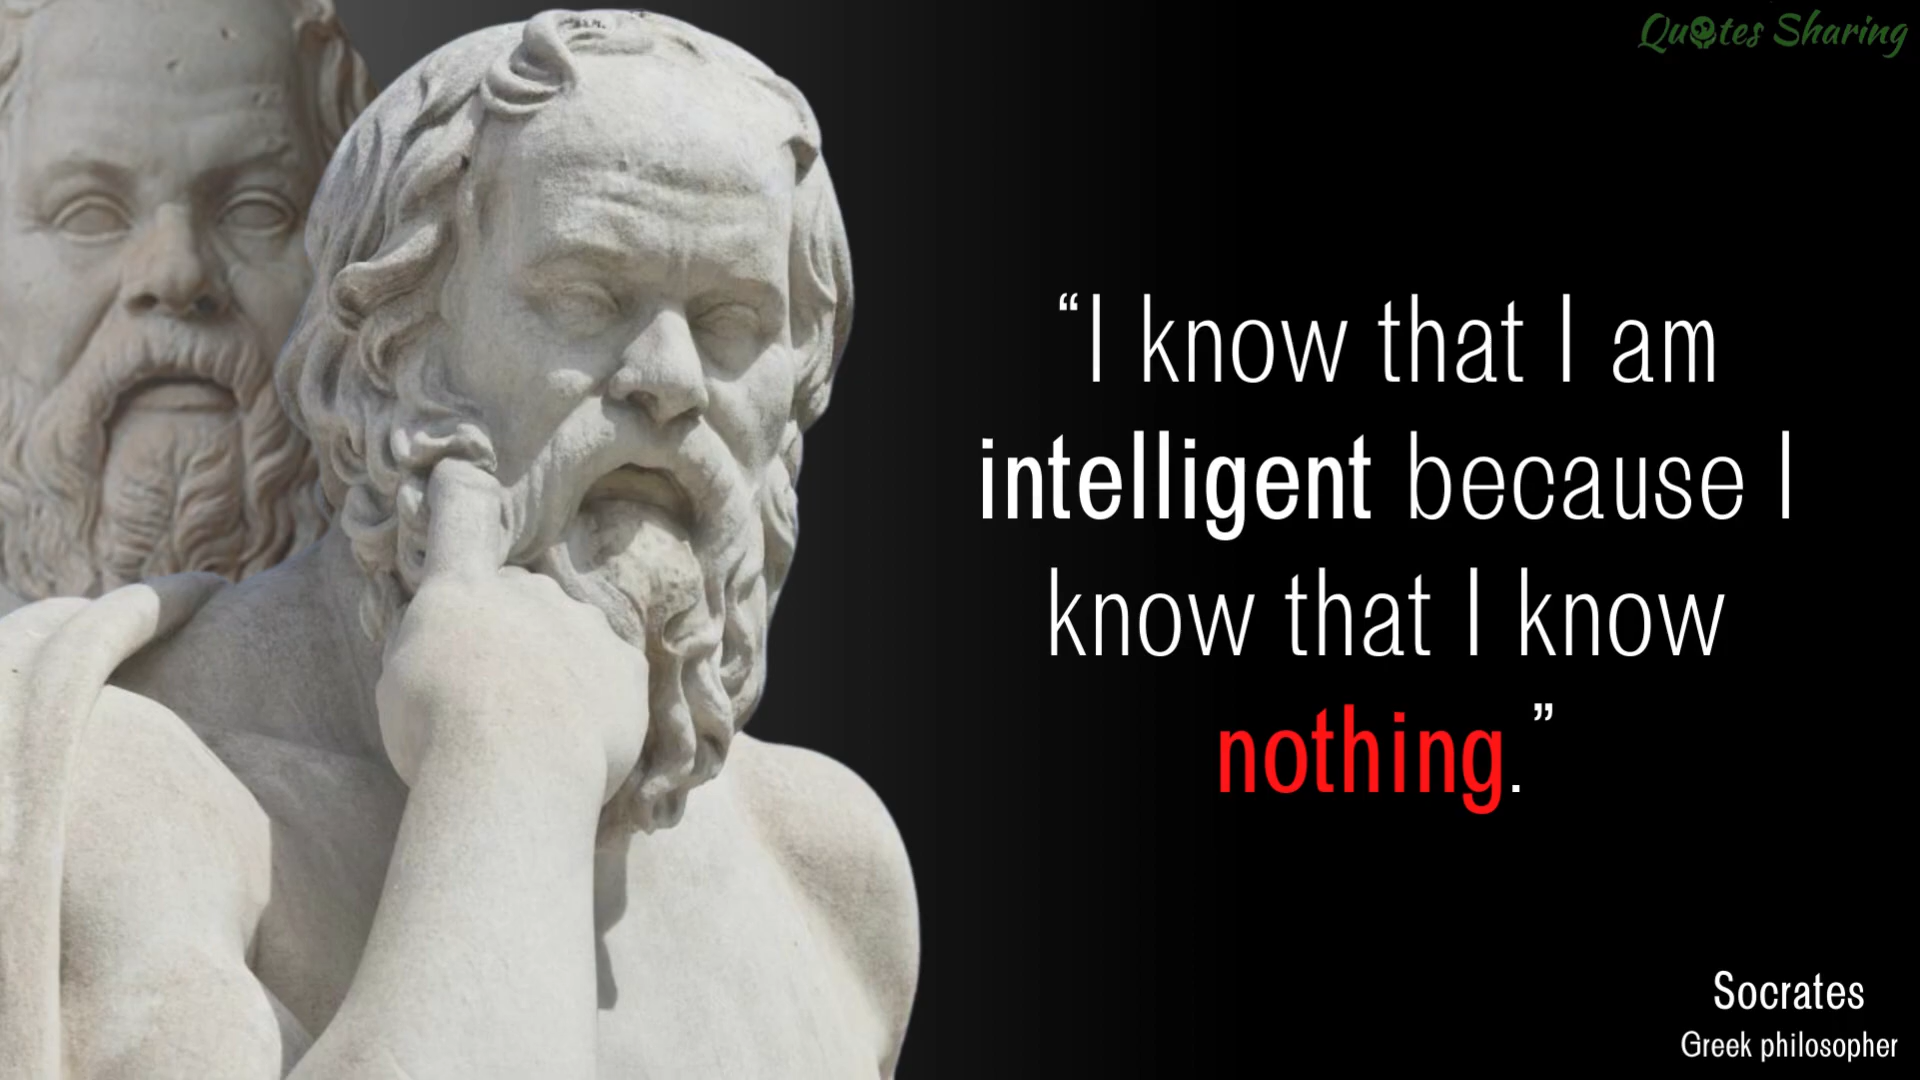 Quotes Sharing
“I know that I am
intelligent because I
know that I know
nothing.”
Socrates
Greek philosopher